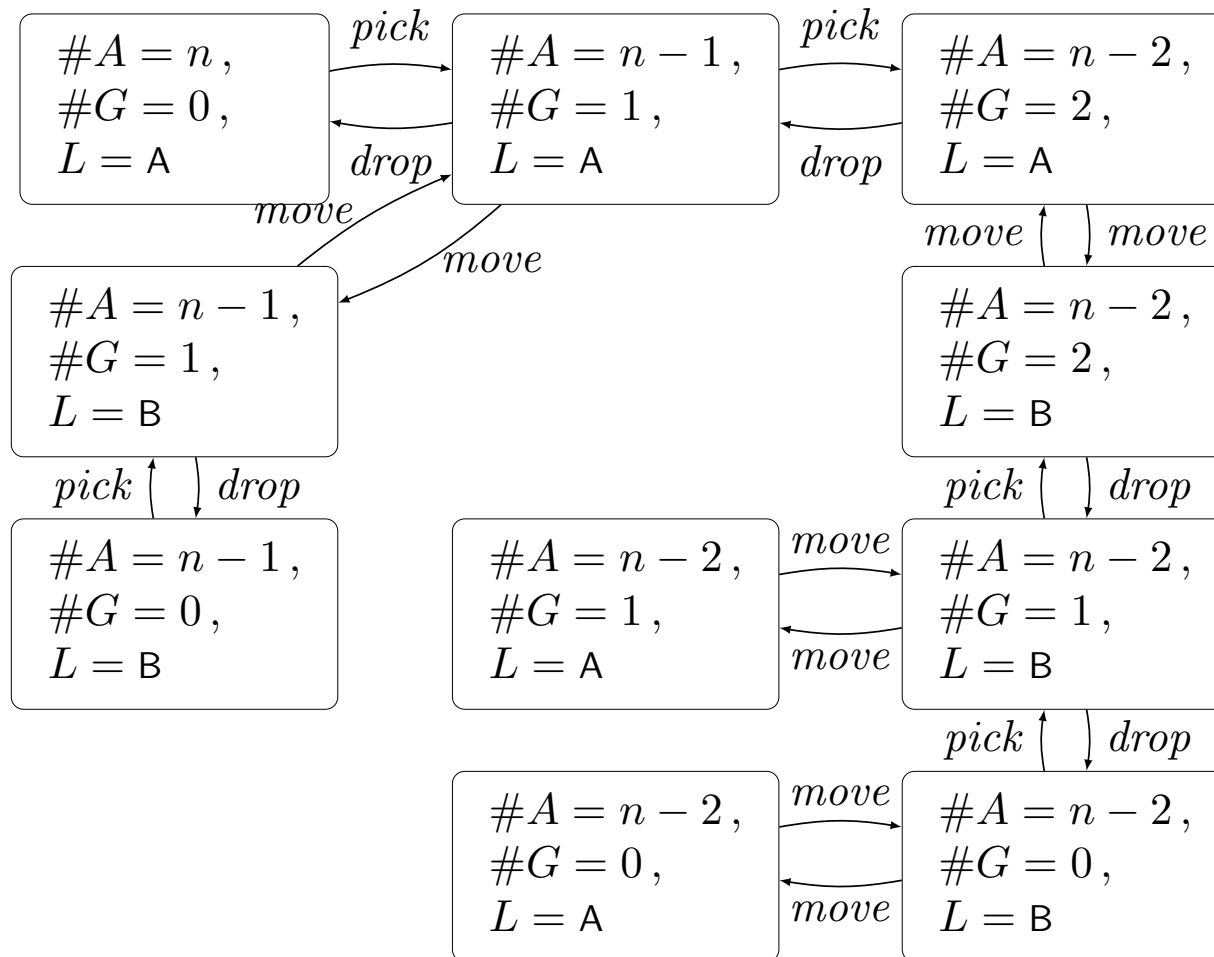 #A = n ,
#G = 0 ,
L = A
pick
drop
#A = n − 1 ,
#G = 1 ,
L = A
pick
drop
#A = n − 2 ,
#G = 2 ,
L = A
move
move
move
move
#A = n − 1 ,
#G = 1 ,
L = B
#A = n − 2 ,
#G = 2 ,
L = B
pick
drop
pick
drop
#A = n − 1 ,
#G = 0 ,
L = B
#A = n − 2 ,
#G = 1 ,
L = A
move
move
#A = n − 2 ,
#G = 1 ,
L = B
pick
drop
#A = n − 2 ,
#G = 0 ,
L = A
move
move
#A = n − 2 ,
#G = 0 ,
L = B